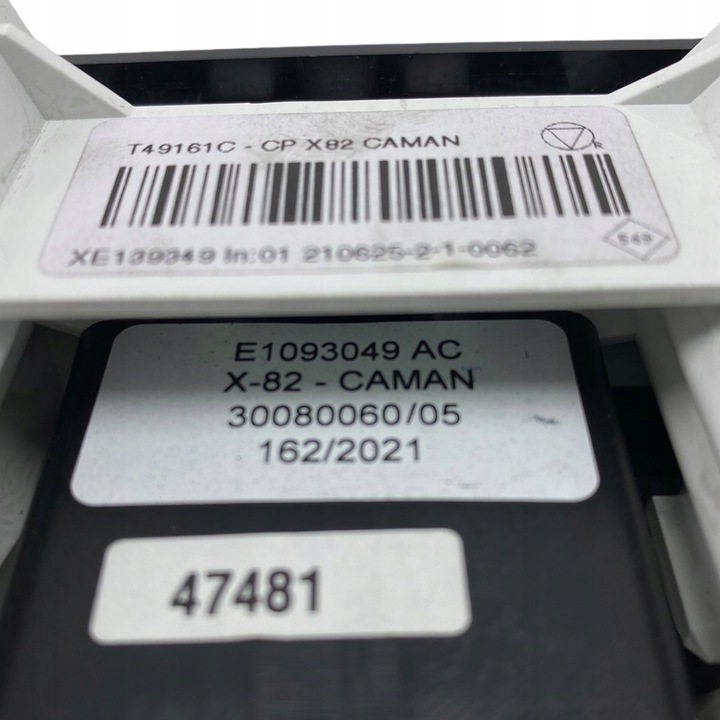 T49161C - CP X82 CAMAN
R
XE139349 In:01 210625-2-1-0062
E1093049 AC
X-82 - CAMAN
30080060/05
162/2021
47481